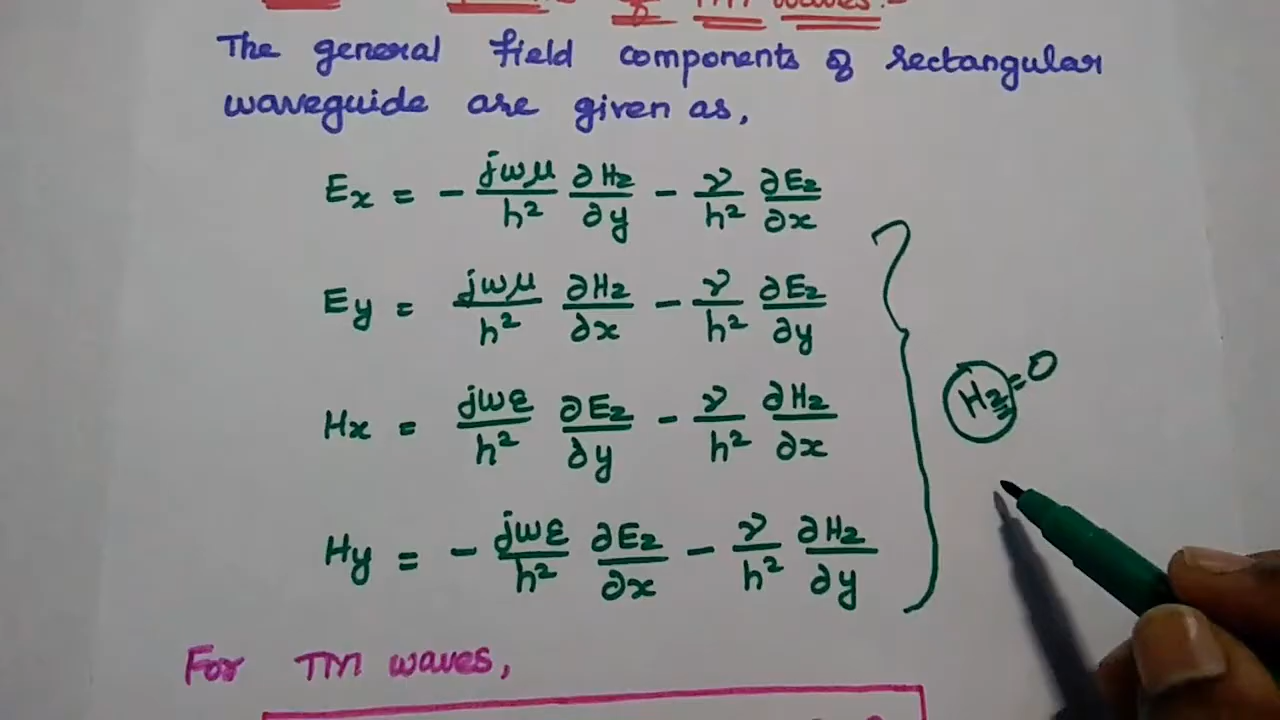 TM waves:-
The general field components of rectangular
waveguide are given as,
Ex = - jωμ/h² ∂Hz/∂y - γ/h² ∂Ez/∂x
Ey = jωμ/h² ∂Hz/∂x - γ/h² ∂Ez/∂y
Hx = jωε/h² ∂Ez/∂y - γ/h² ∂Hz/∂x
Hz = 0
Hy = - jωε/h² ∂Ez/∂x - γ/h² ∂Hz/∂y
For TM waves,